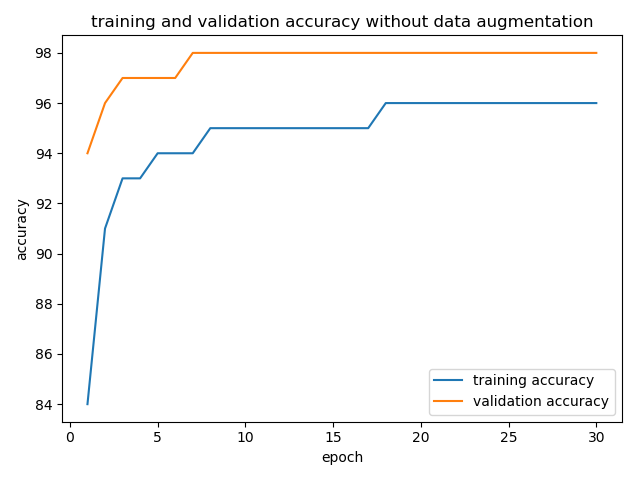 training and validation accuracy without data augmentation
98
96
94
92
90
88
86
84
accuracy
training accuracy
validation accuracy
0 5 10 15 20 25 30
epoch